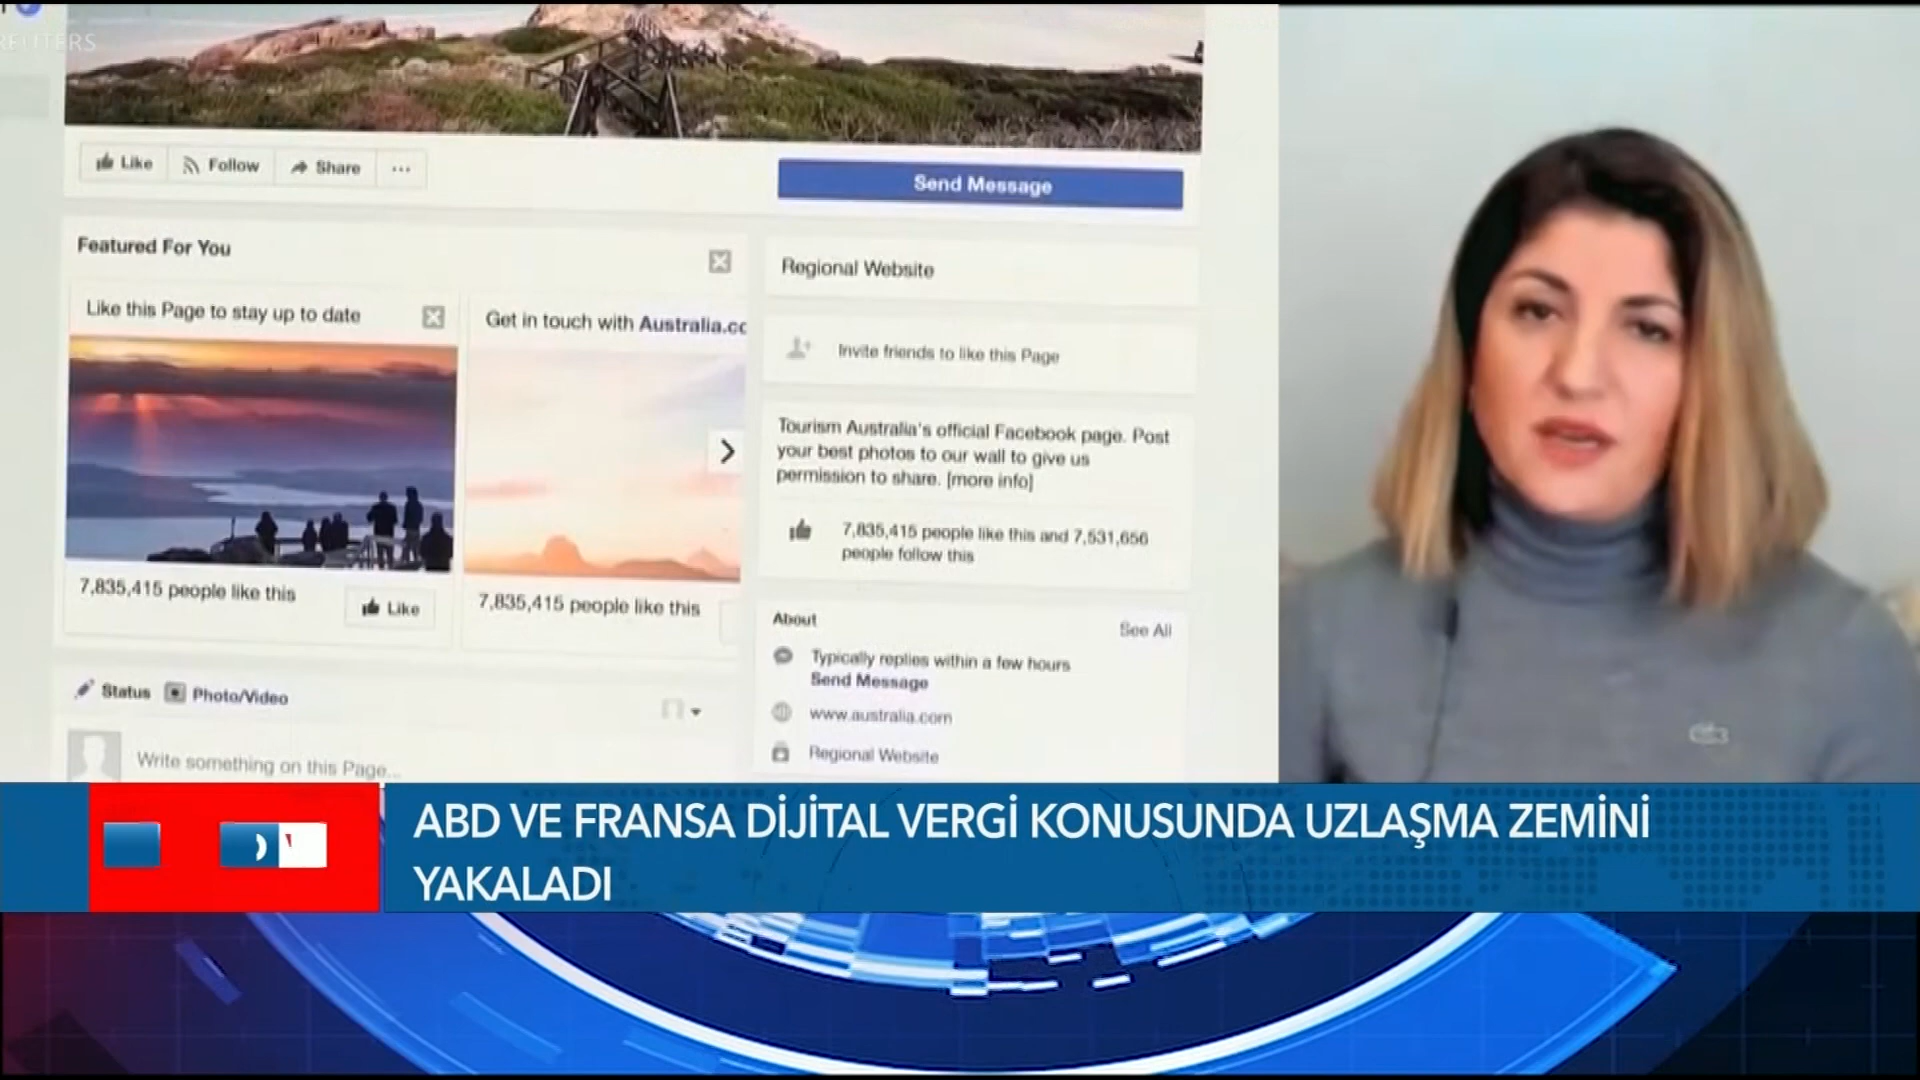 REUTERS
Like
Follow
Share
...
Send Message
Featured For You
Like this Page to stay up to date
Get in touch with Australia.cc
7,835,415 people like this
Like
7,835,415 people like this
Status
Photo/Video
Write something on this Page...
Regional Website
Invite friends to like this Page
Tourism Australia's official Facebook page. Post
your best photos to our wall to give us
permission to share. [more info]
7,835,415 people like this and 7,531,656
people follow this
About
See All
Typically replies within a few hours
Send Message
www.australia.com
Regional Website
ABD VE FRANSA DİJİTAL VERGİ KONUSUNDA UZLAŞMA ZEMİNİ
YAKALADI